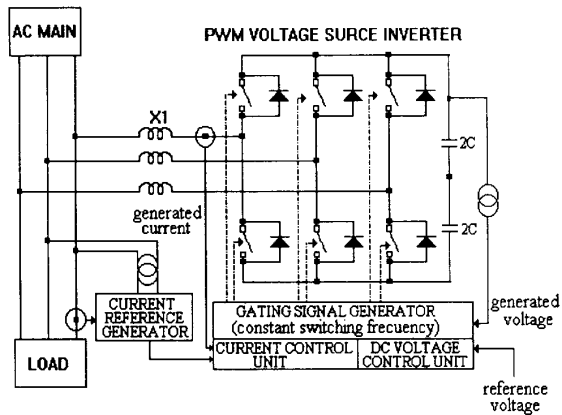 AC MAIN
PWM VOLTAGE SURCE INVERTER
X1
2C
generated
current
2C
CURRENT
REFERENCE
GENERATOR
GATING SIGNAL GENERATOR
(constant switching frecuency)
generated
voltage
LOAD
CURRENT CONTROL
UNIT
DC VOLTAGE
CONTROL UNIT
reference
voltage